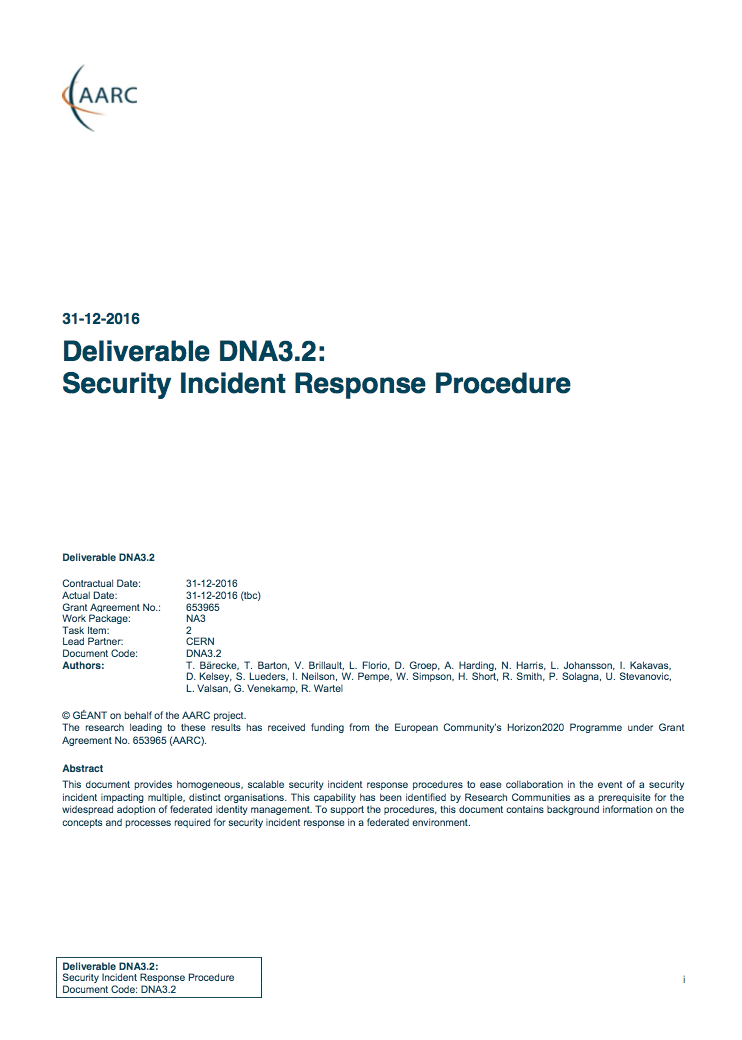 AARC
31-12-2016
Deliverable DNA3.2:
Security Incident Response Procedure
Deliverable DNA3.2
Contractual Date: 31-12-2016
Actual Date: 31-12-2016 (tbc)
Grant Agreement No.: 653965
Work Package: NA3
Task Item: 2
Lead Partner: CERN
Document Code: DNA3.2
Authors: T. Bärecke, T. Barton, V. Brillault, L. Florio, D. Groep, A. Harding, N. Harris, L. Johansson, I. Kakavas,
D. Kelsey, S. Lueders, I. Neilson, W. Pempe, W. Simpson, H. Short, R. Smith, P. Solagna, U. Stevanovic,
L. Valsan, G. Venekamp, R. Wartel
© GÉANT on behalf of the AARC project.
The research leading to these results has received funding from the European Community's Horizon2020 Programme under Grant
Agreement No. 653965 (AARC).
Abstract
This document provides homogeneous, scalable security incident response procedures to ease collaboration in the event of a security
incident impacting multiple, distinct organisations. This capability has been identified by Research Communities as a prerequisite for the
widespread adoption of federated identity management. To support the procedures, this document contains background information on the
concepts and processes required for security incident response in a federated environment.
Deliverable DNA3.2:
Security Incident Response Procedure
Document Code: DNA3.2
i